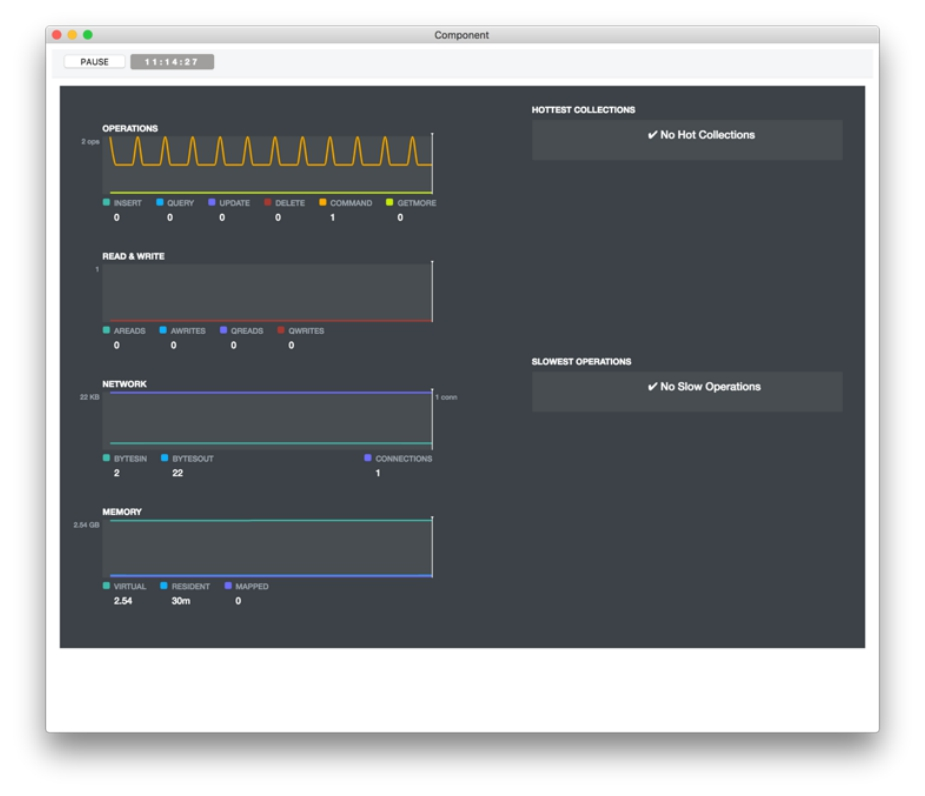 Component
PAUSE 11:14:27
OPERATIONS
2 ops
INSERT QUERY UPDATE DELETE COMMAND GETMORE
0 0 0 0 1 0
READ & WRITE
1
AREADS AWRITES QREADS QWRITES
0 0 0 0
NETWORK
22 KB 1 conn
BYTESIN BYTESOUT CONNECTIONS
2 22 1
MEMORY
2.54 GB
VIRTUAL RESIDENT MAPPED
2.54 30m 0
HOTTEST COLLECTIONS
✔ No Hot Collections
SLOWEST OPERATIONS
✔ No Slow Operations